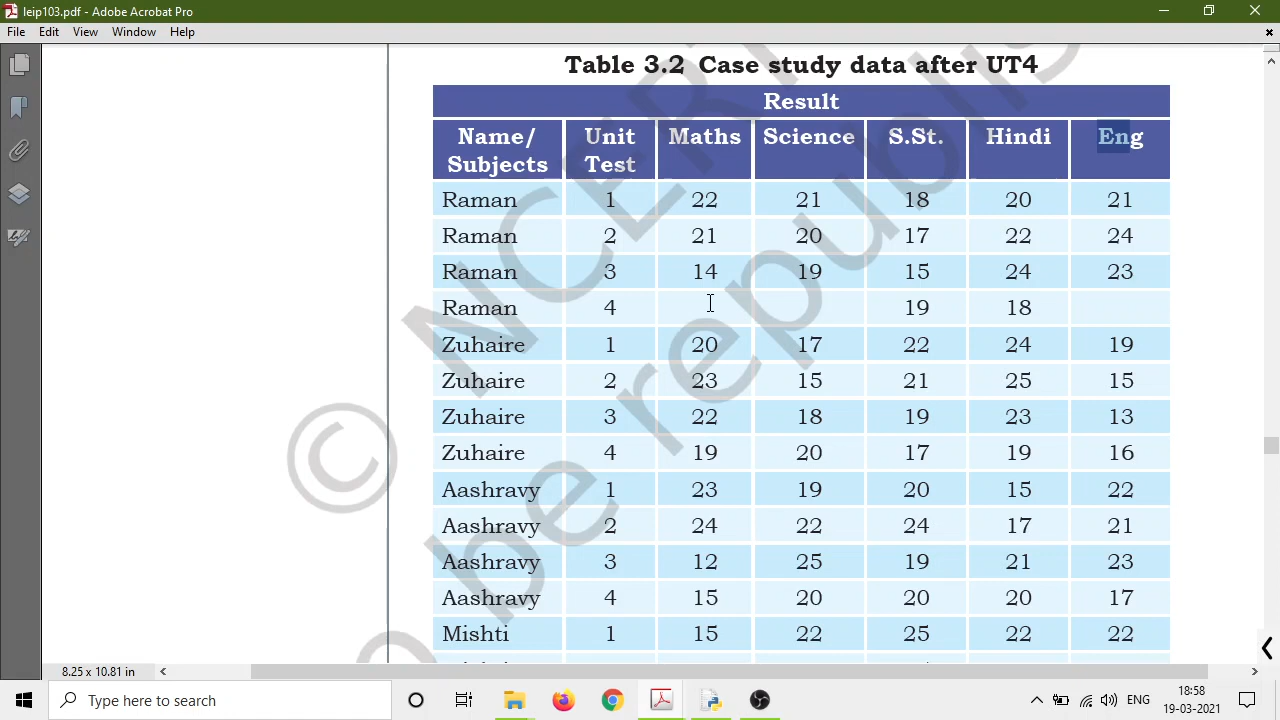 leip103.pdf - Adobe Acrobat Pro
File Edit View Window Help
Table 3.2 Case study data after UT4
Result
Name/ Unit Maths Science S.St. Hindi Eng
Subjects Test
Raman 1 22 21 18 20 21
Raman 2 21 20 17 22 24
Raman 3 14 19 15 24 23
Raman 4 19 18
Zuhaire 1 20 17 22 24 19
Zuhaire 2 23 15 21 25 15
Zuhaire 3 22 18 19 23 13
Zuhaire 4 19 20 17 19 16
Aashravy 1 23 19 20 15 22
Aashravy 2 24 22 24 17 21
Aashravy 3 12 25 19 21 23
Aashravy 4 15 20 20 20 17
Mishti 1 15 22 25 22 22
© NCERT
be republis
8.25 x 10.81 in
Type here to search
ENG
18:58
19-03-2021